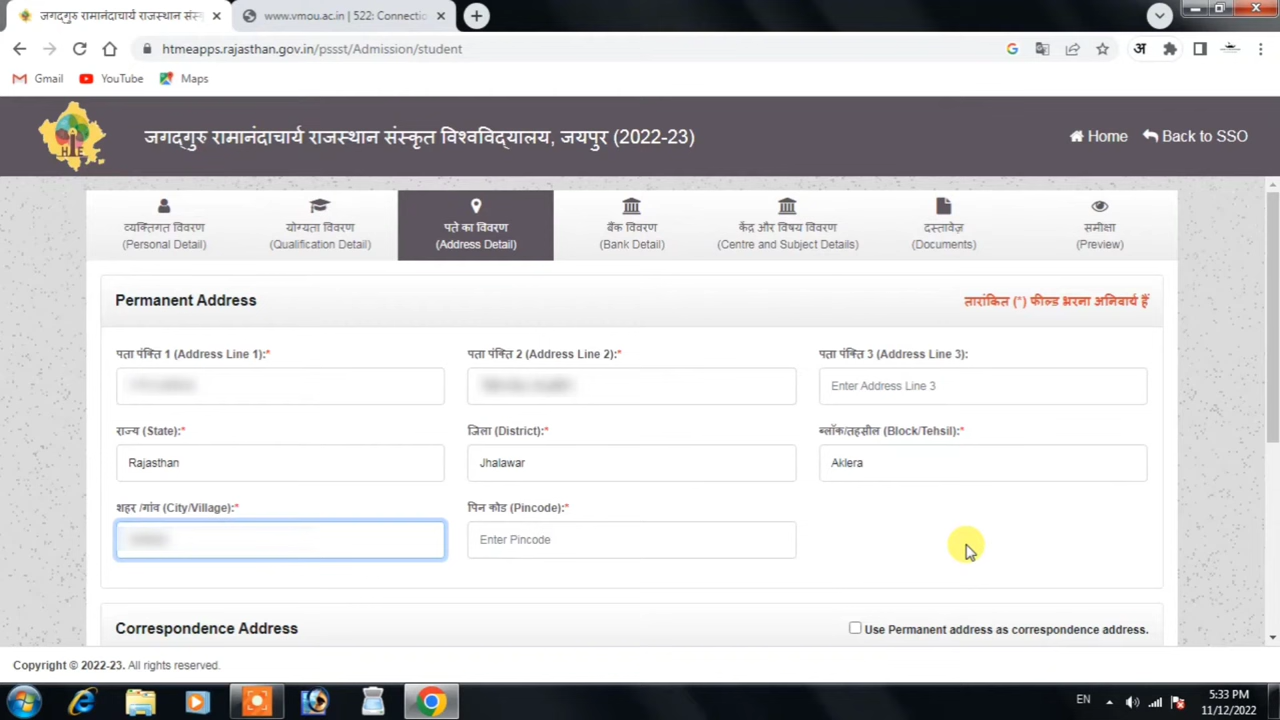 जगद्गुरु रामानंदाचार्य राजस्थान संस्
www.vmou.ac.in | 522: Connectio
htmeapps.rajasthan.gov.in/pssst/Admission/student
अ
Gmail
YouTube
Maps
जगद्गुरु रामानंदाचार्य राजस्थान संस्कृत विश्वविद्यालय, जयपुर (2022-23)
Home
Back to SSO
व्यक्तिगत विवरण
(Personal Detail)
योग्यता विवरण
(Qualification Detail)
पते का विवरण
(Address Detail)
बैंक विवरण
(Bank Detail)
केंद्र और विषय विवरण
(Centre and Subject Details)
दस्तावेज़
(Documents)
समीक्षा
(Preview)
Permanent Address
तारांकित (*) फील्ड भरना अनिवार्य हैं
पता पंक्ति 1 (Address Line 1):*
पता पंक्ति 2 (Address Line 2):*
पता पंक्ति 3 (Address Line 3):
Enter Address Line 3
राज्य (State):*
जिला (District):*
ब्लॉक/तहसील (Block/Tehsil):*
Rajasthan
Jhalawar
Aklera
शहर /गांव (City/Village):*
पिन कोड (Pincode):*
Enter Pincode
Correspondence Address
Use Permanent address as correspondence address.
Copyright © 2022-23. All rights reserved.
EN
5:33 PM
11/12/2022